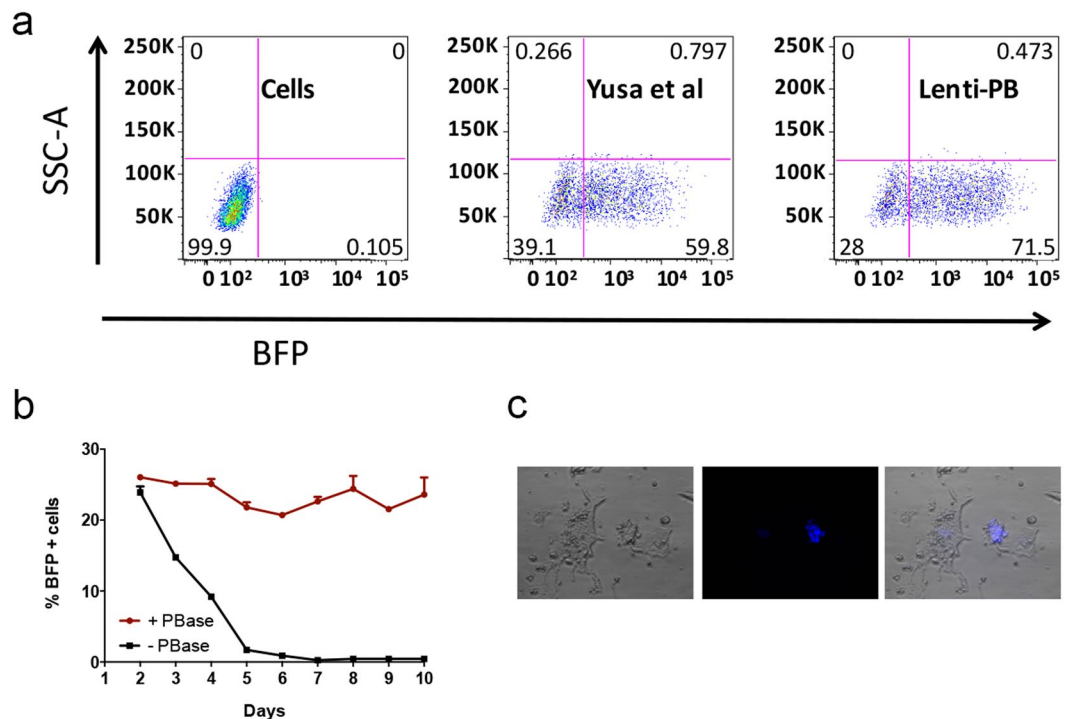 a
SSC-A
250K
200K
150K
100K
50K
0 0
Cells
99.9 0.105
0 10² 10³ 10⁴ 10⁵
250K
200K
150K
100K
50K
0.266 0.797
Yusa et al
39.1 59.8
0 10² 10³ 10⁴ 10⁵
250K
200K
150K
100K
50K
0 0.473
Lenti-PB
28 71.5
0 10² 10³ 10⁴ 10⁵
BFP
b
% BFP + cells
30
20
10
0
+ PBase
- PBase
1 2 3 4 5 6 7 8 9 10
Days
c